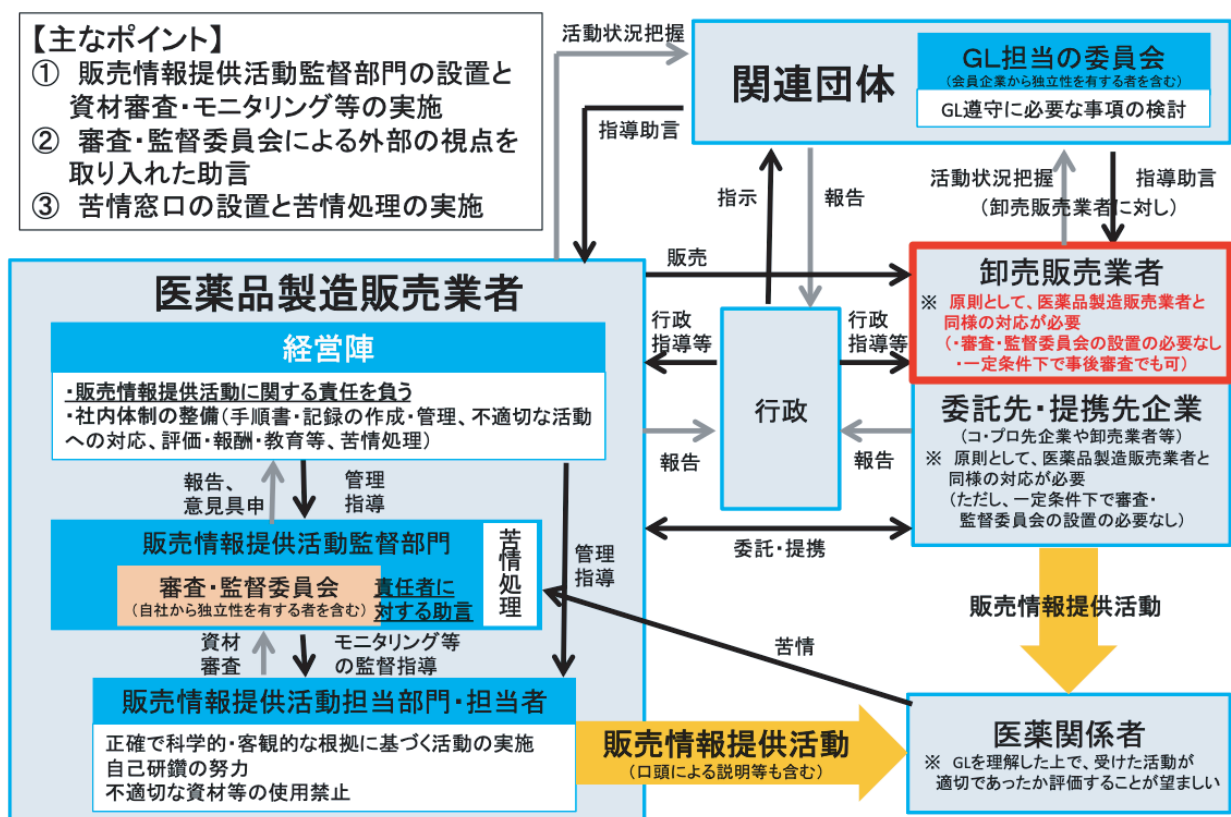 【主なポイント】
① 販売情報提供活動監督部門の設置と
資材審査・モニタリング等の実施
② 審査・監督委員会による外部の視点を
取り入れた助言
③ 苦情窓口の設置と苦情処理の実施
活動状況把握
指導助言
関連団体
GL担当の委員会
(会員企業から独立性を有する者を含む)
GL遵守に必要な事項の検討
指示
報告
活動状況把握
指導助言
(卸売販売業者に対し)
販売
医薬品製造販売業者
経営陣
・販売情報提供活動に関する責任を負う
・社内体制の整備(手順書・記録の作成・管理、不適切な活動
への対応、評価・報酬・教育等、苦情処理)
報告、
意見具申
管理
指導
販売情報提供活動監督部門
審査・監督委員会
(自社から独立性を有する者を含む)
責任者に
対する助言
苦情処理
管理
指導
資材
審査
モニタリング等
の監督指導
販売情報提供活動担当部門・担当者
正確で科学的・客観的な根拠に基づく活動の実施
自己研鑽の努力
不適切な資材等の使用禁止
行政
指導等
行政
指導等
行政
報告
報告
委託・提携
卸売販売業者
※ 原則として、医薬品製造販売業者と
同様の対応が必要
(・審査・監督委員会の設置の必要なし
・一定条件下で事後審査でも可)
委託先・提携先企業
(コ・プロ先企業や卸売業者等)
※ 原則として、医薬品製造販売業者と
同様の対応が必要
(ただし、一定条件下で審査・
監督委員会の設置の必要なし)
販売情報提供活動
苦情
販売情報提供活動
(口頭による説明等も含む)
医薬関係者
※ GLを理解した上で、受けた活動が
適切であったか評価することが望ましい